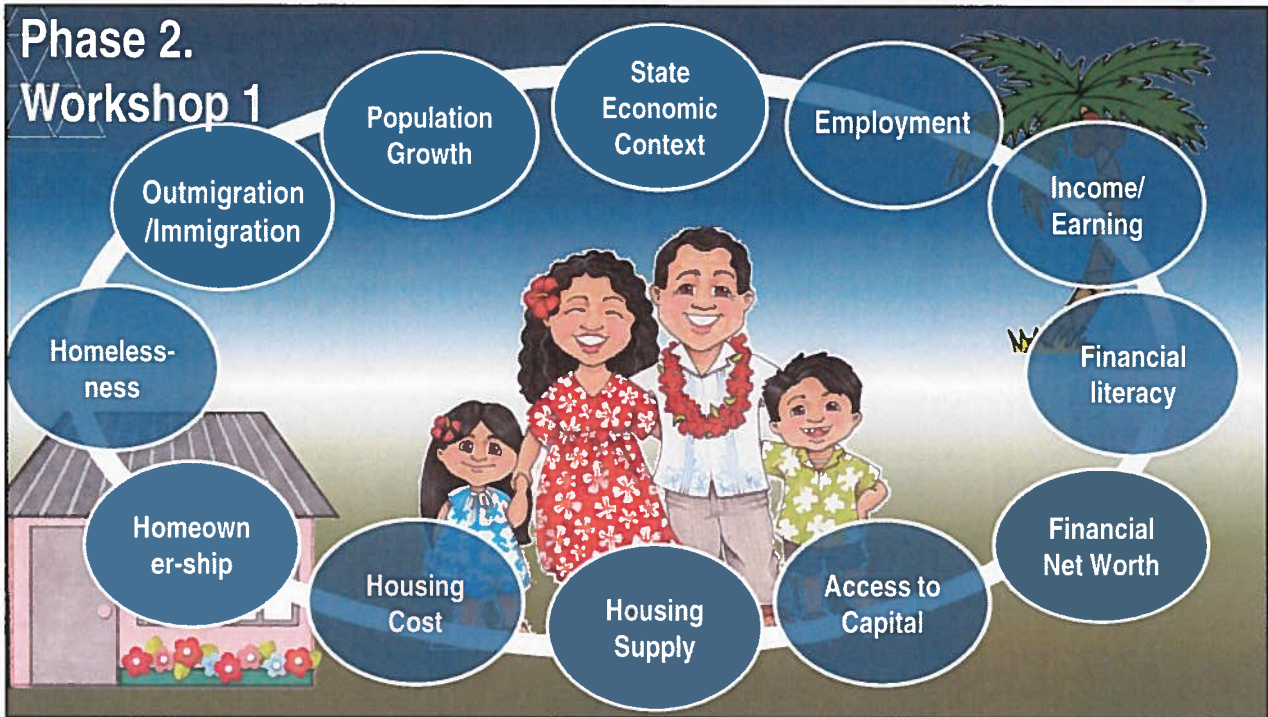 Phase 2.
Workshop 1
State
Economic
Context
Employment
Income/
Earning
Financial
literacy
Financial
Net Worth
Access to
Capital
Housing
Supply
Housing
Cost
Homeown
er-ship
Homeless-
ness
Outmigration
/Immigration
Population
Growth